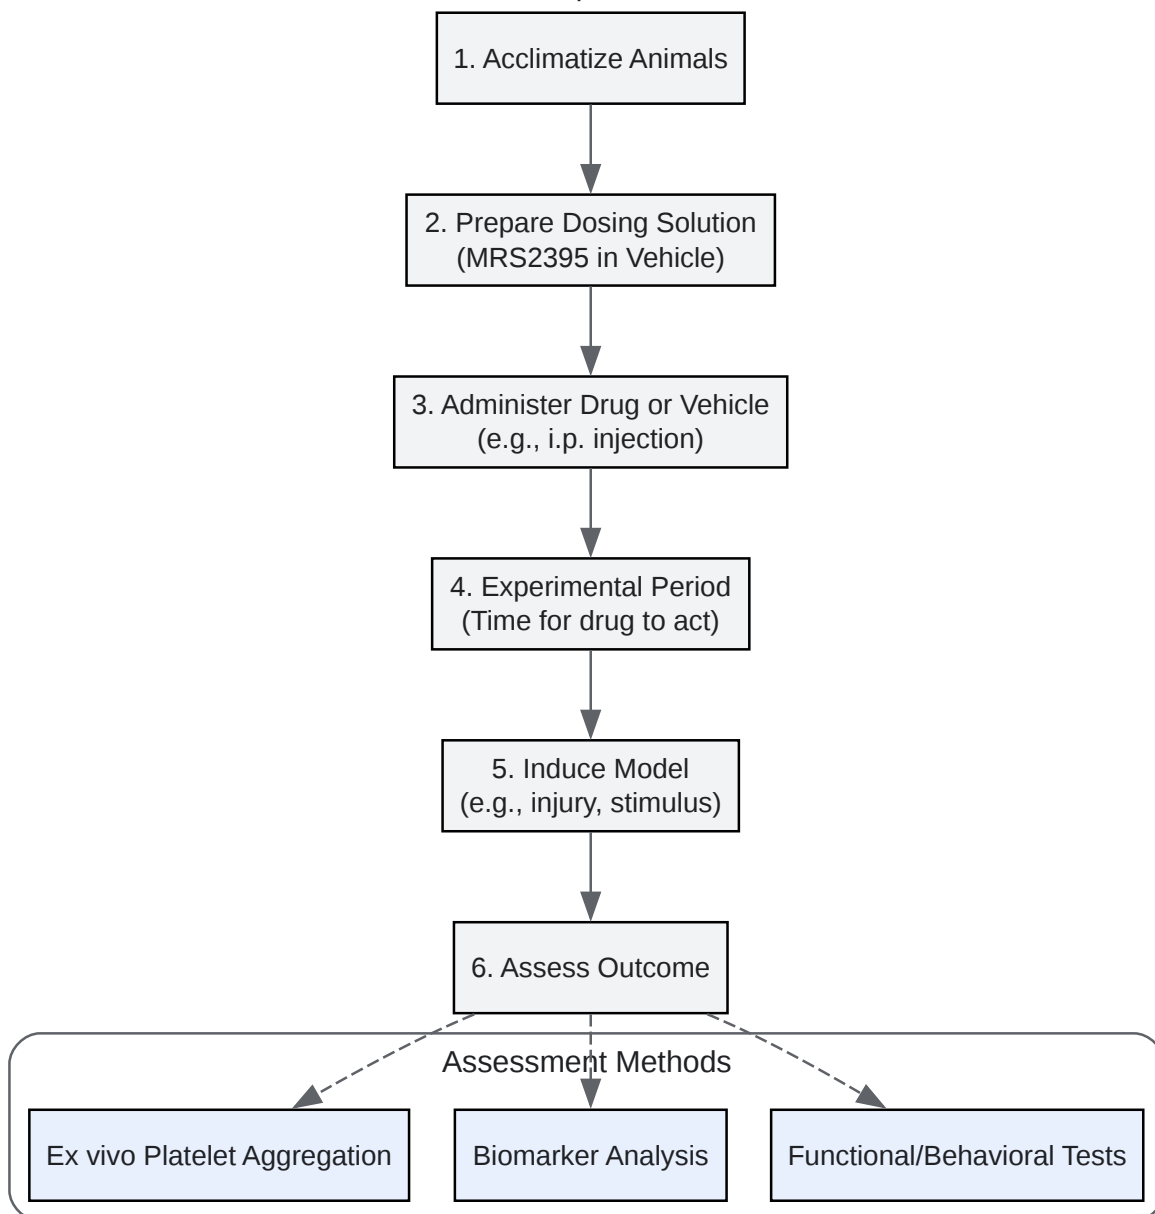 1. Acclimatize Animals
2. Prepare Dosing Solution
(MRS2395 in Vehicle)
3. Administer Drug or Vehicle
(e.g., i.p. injection)
4. Experimental Period
(Time for drug to act)
5. Induce Model
(e.g., injury, stimulus)
6. Assess Outcome
Assessment Methods
Ex vivo Platelet Aggregation
Biomarker Analysis
Functional/Behavioral Tests